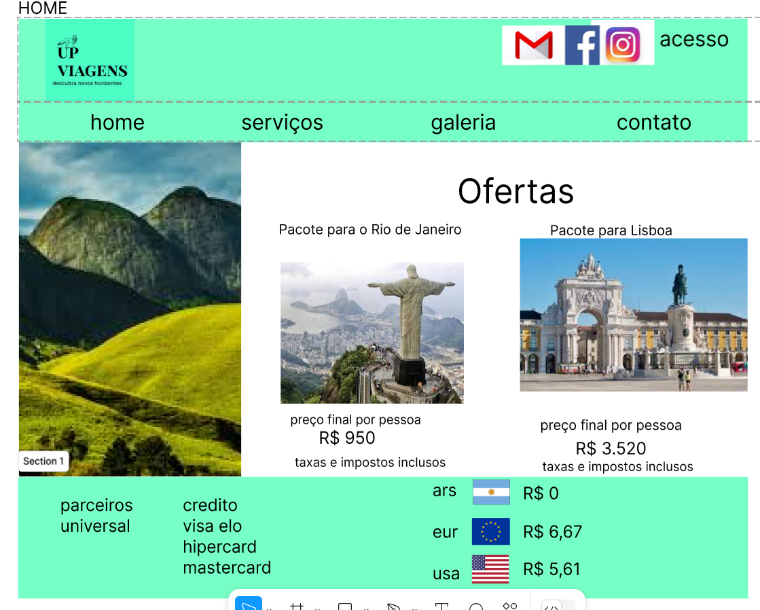 HOME
UP
VIAGENS
descubra novos horizontes
acesso
home serviços galeria contato
Ofertas
Pacote para o Rio de Janeiro
preço final por pessoa
R$ 950
taxas e impostos inclusos
Pacote para Lisboa
preço final por pessoa
R$ 3.520
taxas e impostos inclusos
Section 1
parceiros
universal
credito
visa elo
hipercard
mastercard
ars R$ 0
eur R$ 6,67
usa R$ 5,61